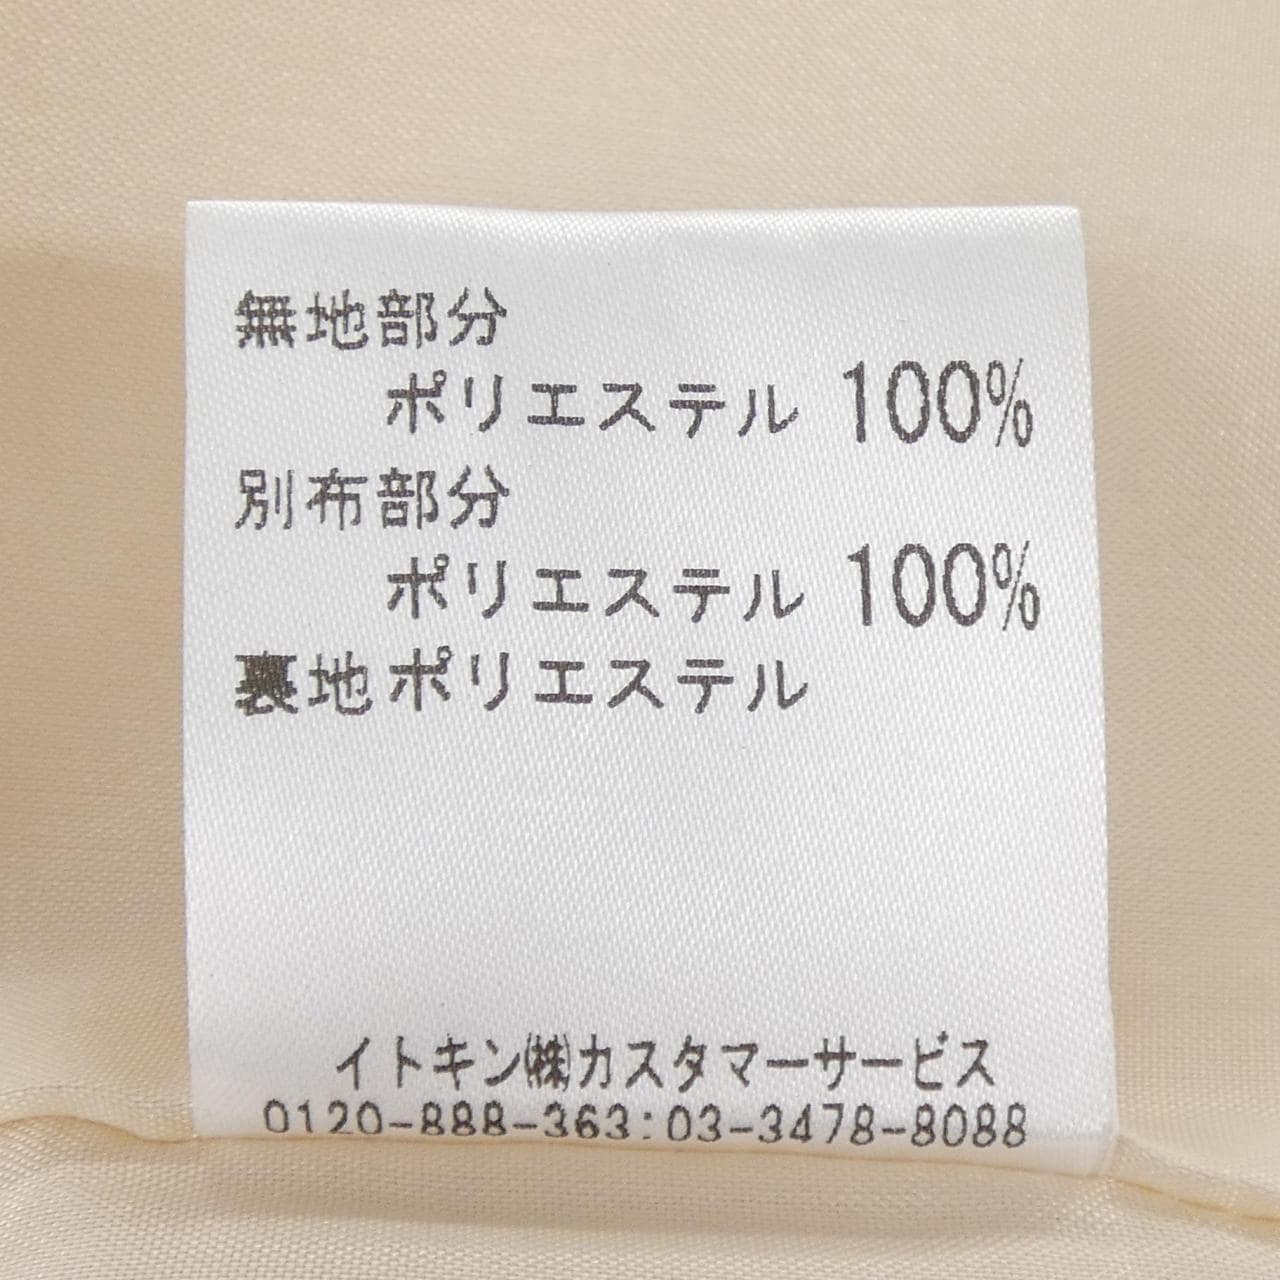 無地部分
ポリエステル 100%
別布部分
ポリエステル 100%
裏地 ポリエステル
イトキン㈱カスタマーサービス
0120-888-363:03-3478-8088